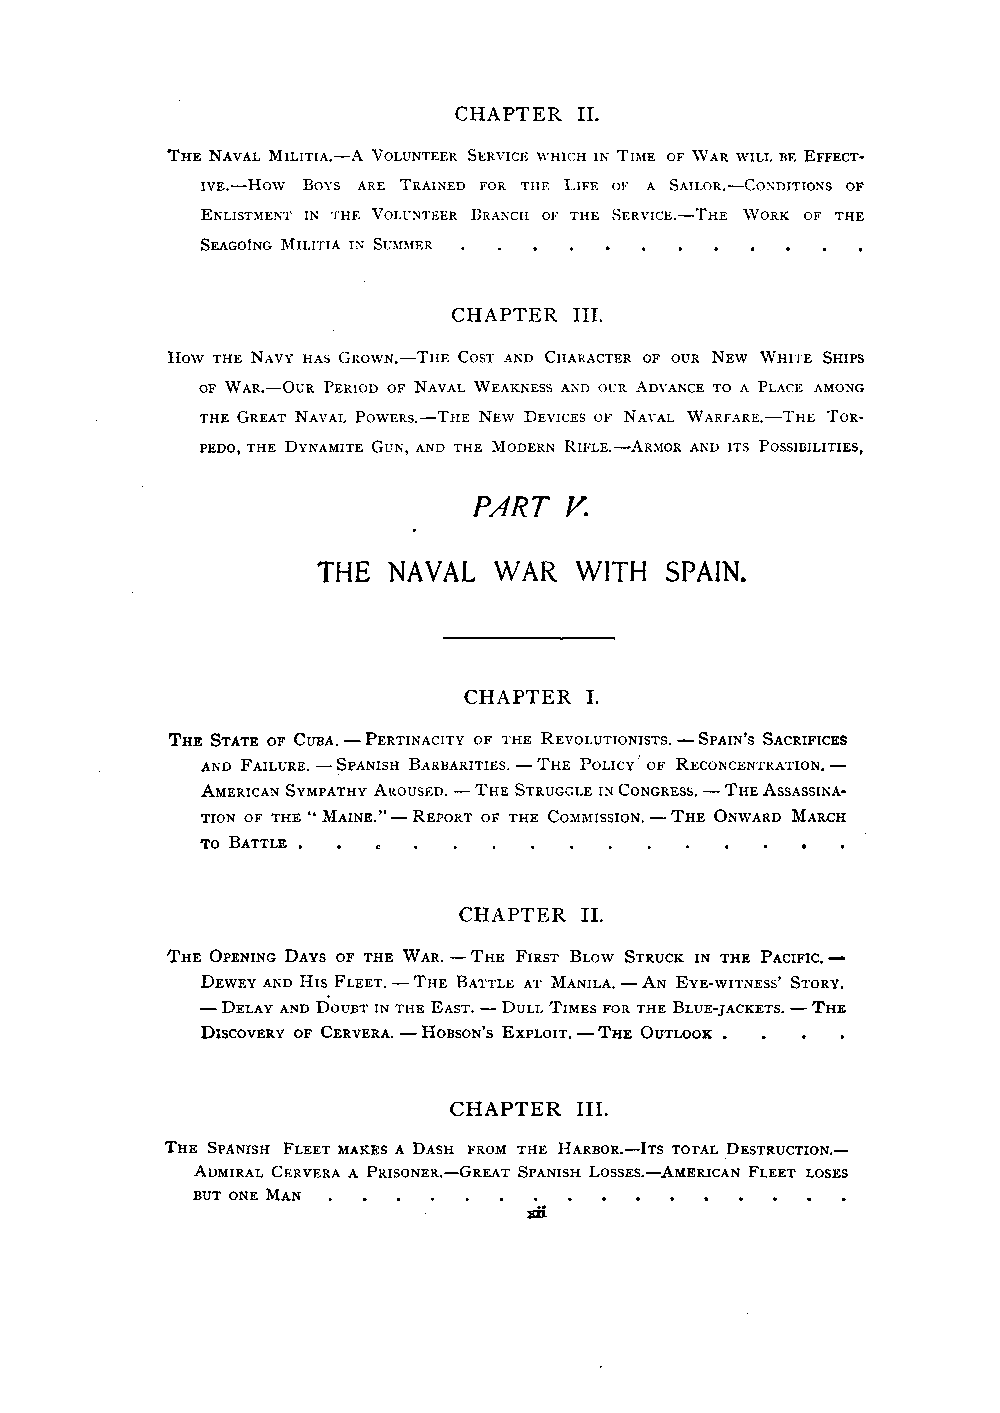 CHAPTER II.
The Naval Militia.—A Volunteer Service which in Time of War will be Effect-
ive.—How Boys are Trained for the Life of a Sailor.—Conditions of
Enlistment in the Volunteer Branch of the Service.—The Work of the
Seagoing Militia in Summer . . . . . . . . . . . .
CHAPTER III.
How the Navy has Grown.—The Cost and Character of our New White Ships
of War.—Our Period of Naval Weakness and our Advance to a Place among
the Great Naval Powers.—The New Devices of Naval Warfare.—The Tor-
pedo, the Dynamite Gun, and the Modern Rifle.—Armor and its Possibilities,
PART V.
THE NAVAL WAR WITH SPAIN.
CHAPTER I.
The State of Cuba. — Pertinacity of the Revolutionists. — Spain's Sacrifices
and Failure. — Spanish Barbarities. — The Policy of Reconcentration. —
American Sympathy Aroused. — The Struggle in Congress. — The Assassina-
tion of the "Maine." — Report of the Commission. — The Onward March
to Battle . . . . . . . . . . . . . . .
CHAPTER II.
The Opening Days of the War. — The First Blow Struck in the Pacific. —
Dewey and His Fleet. — The Battle at Manila. — An Eye-witness' Story.
— Delay and Doubt in the East. — Dull Times for the Blue-jackets. — The
Discovery of Cervera. — Hobson's Exploit. — The Outlook . . . .
CHAPTER III.
The Spanish Fleet makes a Dash from the Harbor.—Its total Destruction.—
Admiral Cervera a Prisoner.—Great Spanish Losses.—American Fleet loses
but one Man . . . . . . . . . . . . . . . .
xii